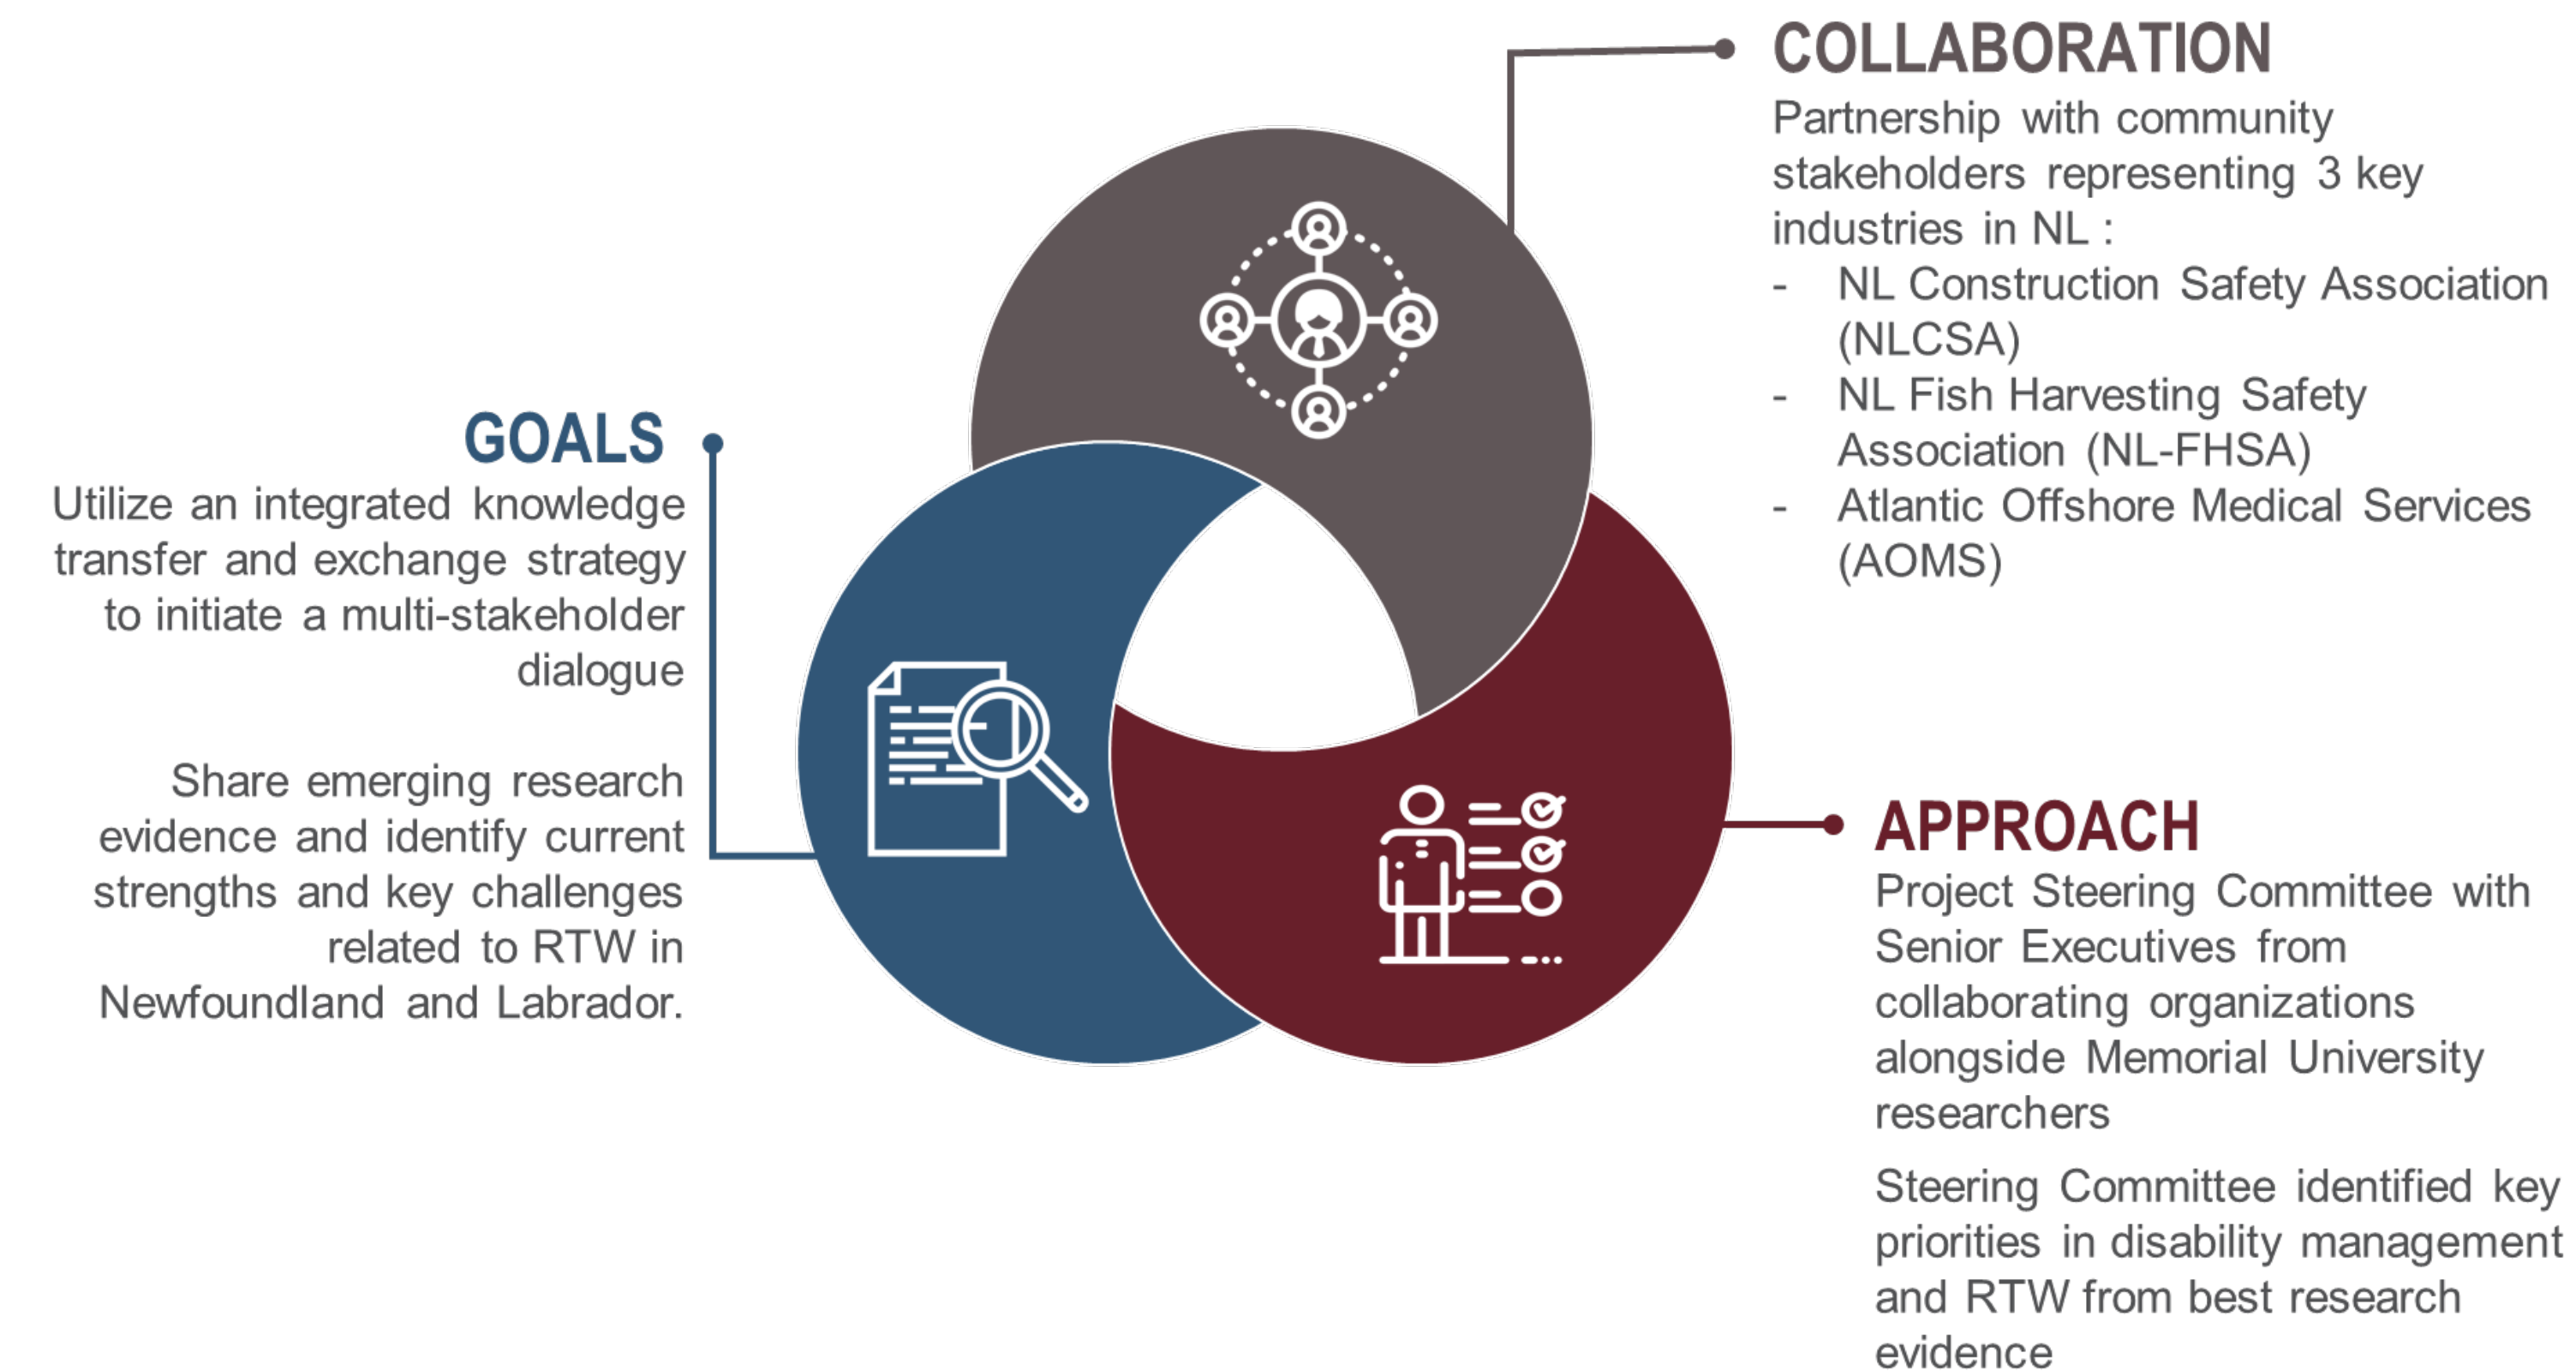 COLLABORATION
Partnership with community
stakeholders representing 3 key
industries in NL :
- NL Construction Safety Association
(NLCSA)
- NL Fish Harvesting Safety
Association (NL-FHSA)
- Atlantic Offshore Medical Services
(AOMS)
GOALS
Utilize an integrated knowledge
transfer and exchange strategy
to initiate a multi-stakeholder
dialogue
Share emerging research
evidence and identify current
strengths and key challenges
related to RTW in
Newfoundland and Labrador.
APPROACH
Project Steering Committee with
Senior Executives from
collaborating organizations
alongside Memorial University
researchers
Steering Committee identified key
priorities in disability management
and RTW from best research
evidence